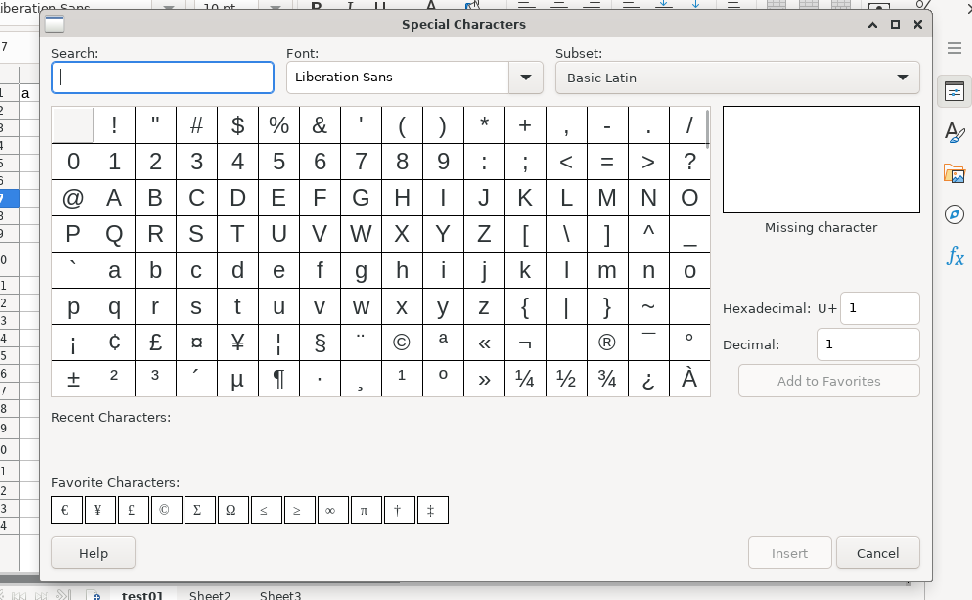 iberation Sans 10 pt
Special Characters
Search: Font: Subset:
Liberation Sans Basic Latin
! " # $ % & ' ( ) * + , - . /
0 1 2 3 4 5 6 7 8 9 : ; < = > ?
@ A B C D E F G H I J K L M N O
P Q R S T U V W X Y Z [ \ ] ^ _
` a b c d e f g h i j k l m n o
p q r s t u v w x y z { | } ~
¡ ¢ £ ¤ ¥ ¦ § ¨ © ª « ¬ ® ¯ °
± ² ³ ´ µ ¶ · ¸ ¹ º » ¼ ½ ¾ ¿ À
Missing character
Hexadecimal: U+ 1
Decimal: 1
Add to Favorites
Recent Characters:
Favorite Characters:
€ ¥ £ © Σ Ω ≤ ≥ ∞ π † ‡
Help Insert Cancel
a
test01 Sheet2 Sheet3